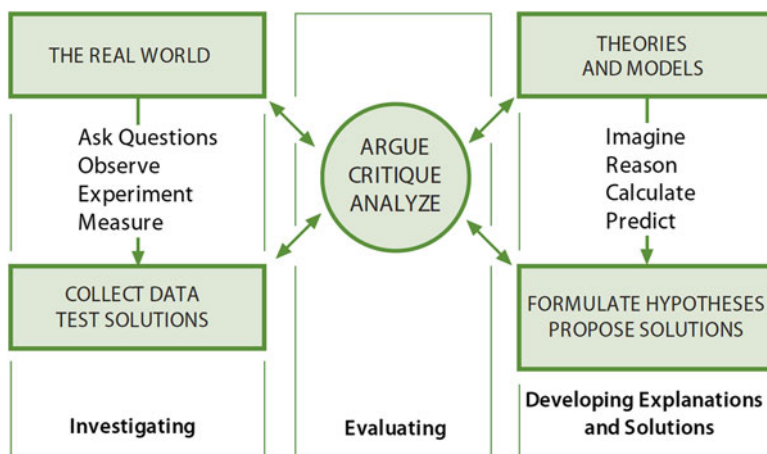 THE REAL WORLD
Ask Questions
Observe
Experiment
Measure
COLLECT DATA
TEST SOLUTIONS
Investigating
ARGUE
CRITIQUE
ANALYZE
Evaluating
THEORIES
AND MODELS
Imagine
Reason
Calculate
Predict
FORMULATE HYPOTHESES
PROPOSE SOLUTIONS
Developing Explanations
and Solutions